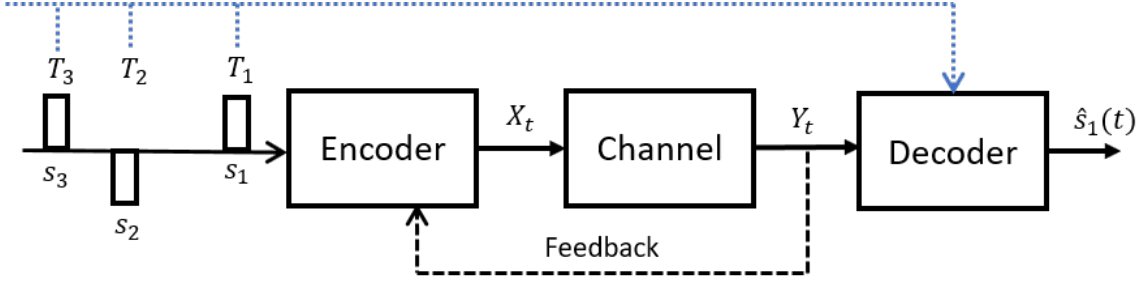 T₃ T₂ T₁
s₃ s₂ s₁
Encoder
Xₜ
Channel
Yₜ
Decoder
ŝ₁(t)
Feedback